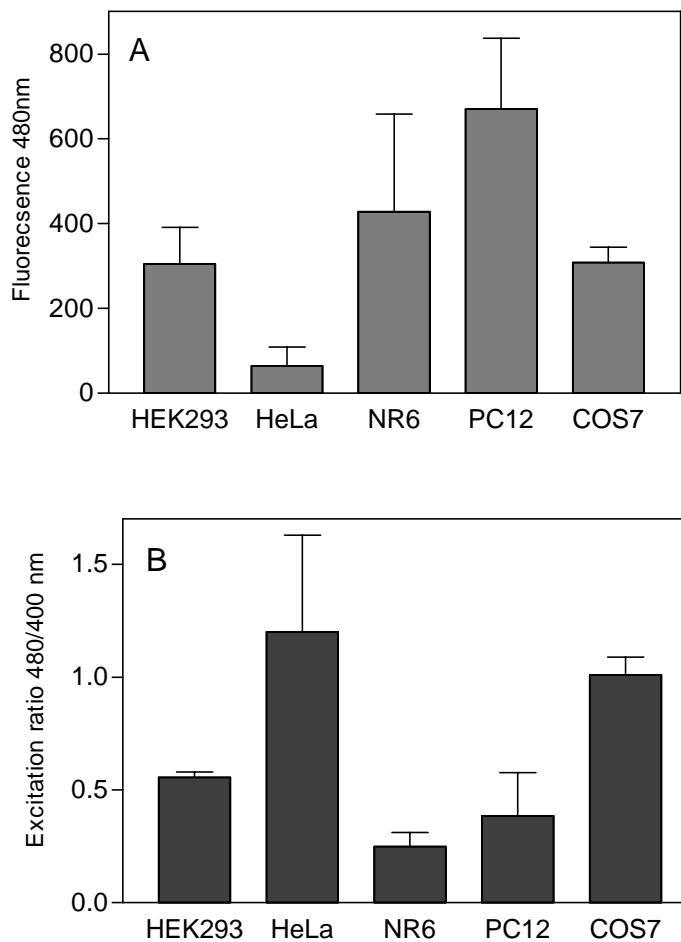 A
Fluorecsence 480nm
800
600
400
200
0
HEK293 HeLa NR6 PC12 COS7
B
Excitation ratio 480/400 nm
1.5
1.0
0.5
0.0
HEK293 HeLa NR6 PC12 COS7